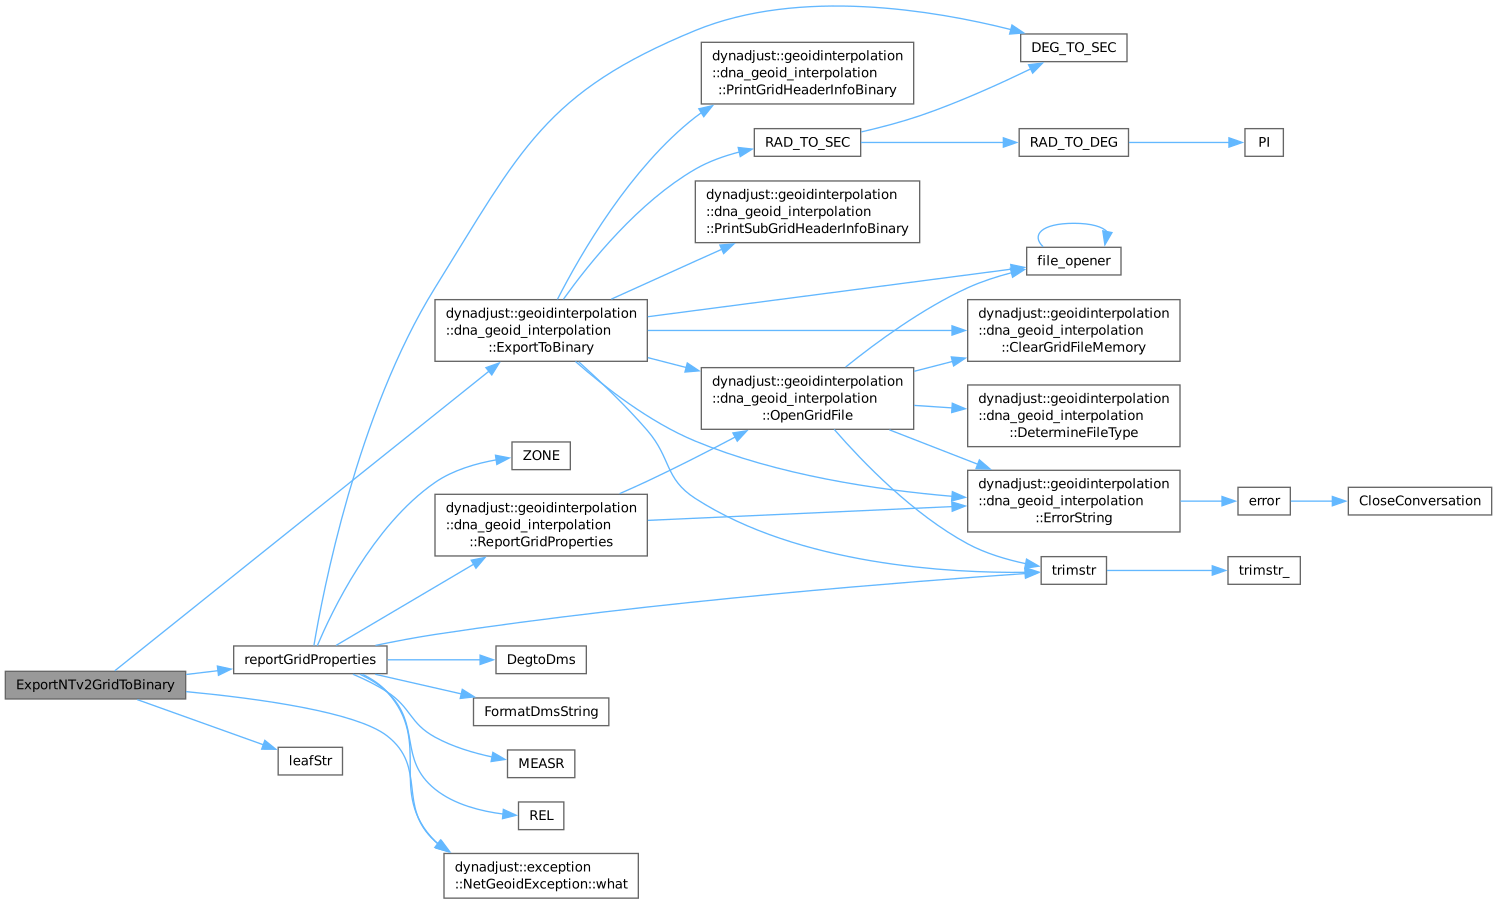 DEG_TO_SEC
dynadjust::geoidinterpolation
::dna_geoid_interpolation
::PrintGridHeaderInfoBinary
RAD_TO_SEC
RAD_TO_DEG
PI
dynadjust::geoidinterpolation
::dna_geoid_interpolation
::PrintSubGridHeaderInfoBinary
file_opener
dynadjust::geoidinterpolation
::dna_geoid_interpolation
::ExportToBinary
dynadjust::geoidinterpolation
::dna_geoid_interpolation
::ClearGridFileMemory
dynadjust::geoidinterpolation
::dna_geoid_interpolation
::OpenGridFile
dynadjust::geoidinterpolation
::dna_geoid_interpolation
::DetermineFileType
ZONE
dynadjust::geoidinterpolation
::dna_geoid_interpolation
::ErrorString
error
CloseConversation
dynadjust::geoidinterpolation
::dna_geoid_interpolation
::ReportGridProperties
trimstr
trimstr_
reportGridProperties
DegtoDms
ExportNTv2GridToBinary
FormatDmsString
leafStr
MEASR
REL
dynadjust::exception
::NetGeoidException::what